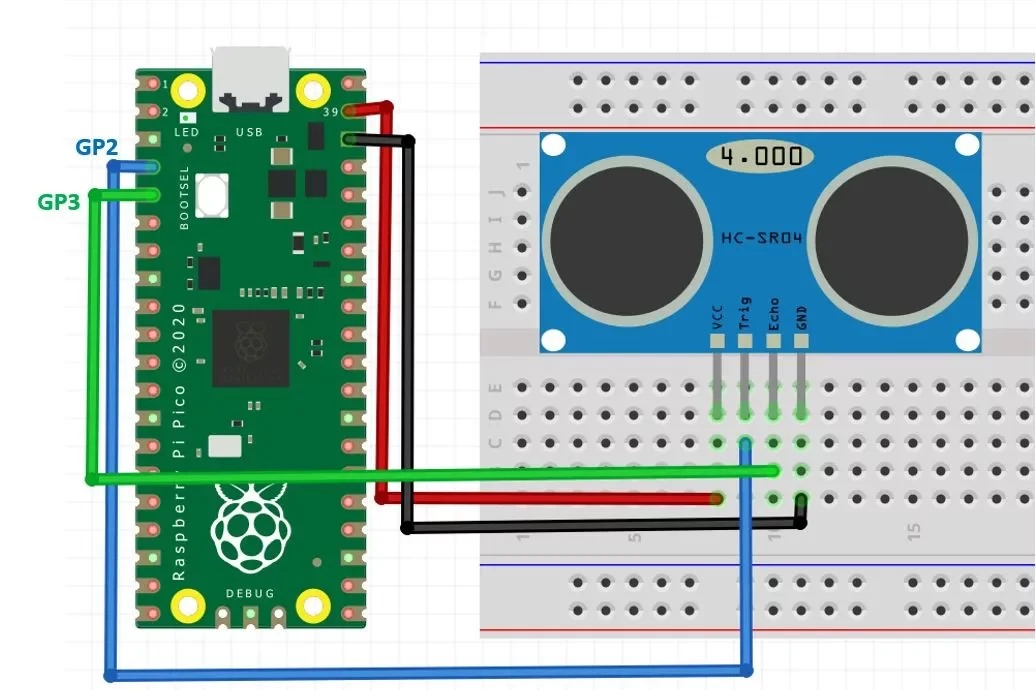 1
2
39
LED
USB
GP2
GP3
BOOTSEL
Raspberry Pi Pico ©2020
DEBUG
4.000
HC-SR04
VCC
Trig
Echo
GND
1
J
I
H
G
F
E
D
C
1
5
10
15